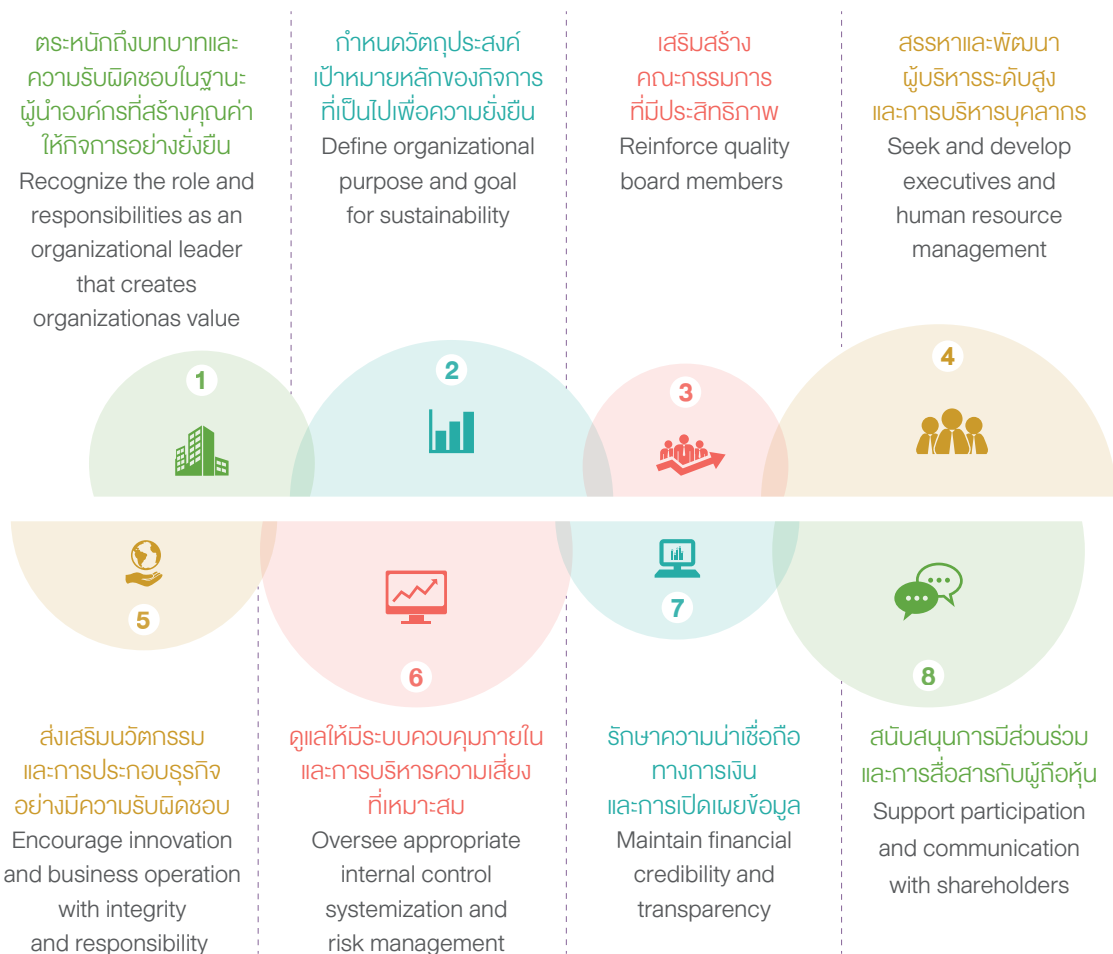 ตระหนักถึงบทบาทและ
ความรับผิดชอบในฐานะ
ผู้นำองค์กรที่สร้างคุณค่า
ให้กิจการอย่างยั่งยืน
Recognize the role and
responsibilities as an
organizational leader
that creates
organizationas value
1
กำหนดวัตถุประสงค์
เป้าหมายหลักของกิจการ
ที่เป็นไปเพื่อความยั่งยืน
Define organizational
purpose and goal
for sustainability
2
เสริมสร้าง
คณะกรรมการ
ที่มีประสิทธิภาพ
Reinforce quality
board members
3
สรรหาและพัฒนา
ผู้บริหารระดับสูง
และการบริหารบุคลากร
Seek and develop
executives and
human resource
management
4
5
ส่งเสริมนวัตกรรม
และการประกอบธุรกิจ
อย่างมีความรับผิดชอบ
Encourage innovation
and business operation
with integrity
and responsibility
6
ดูแลให้มีระบบควบคุมภายใน
และการบริหารความเสี่ยง
ที่เหมาะสม
Oversee appropriate
internal control
systemization and
risk management
7
รักษาความน่าเชื่อถือ
ทางการเงิน
และการเปิดเผยข้อมูล
Maintain financial
credibility and
transparency
8
สนับสนุนการมีส่วนร่วม
และการสื่อสารกับผู้ถือหุ้น
Support participation
and communication
with shareholders